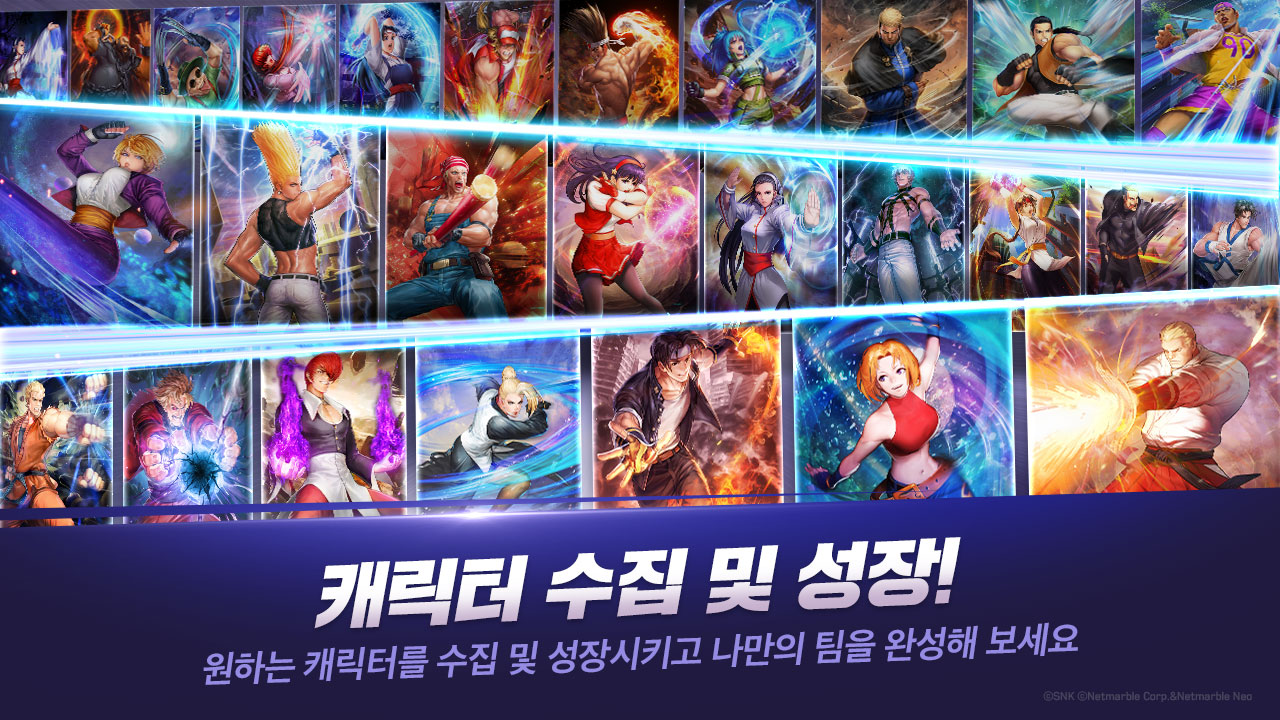 90
캐릭터 수집 및 성장!
원하는 캐릭터를 수집 및 성장시키고 나만의 팀을 완성해 보세요
©SNK ©Netmarble Corp.&Netmarble Neo